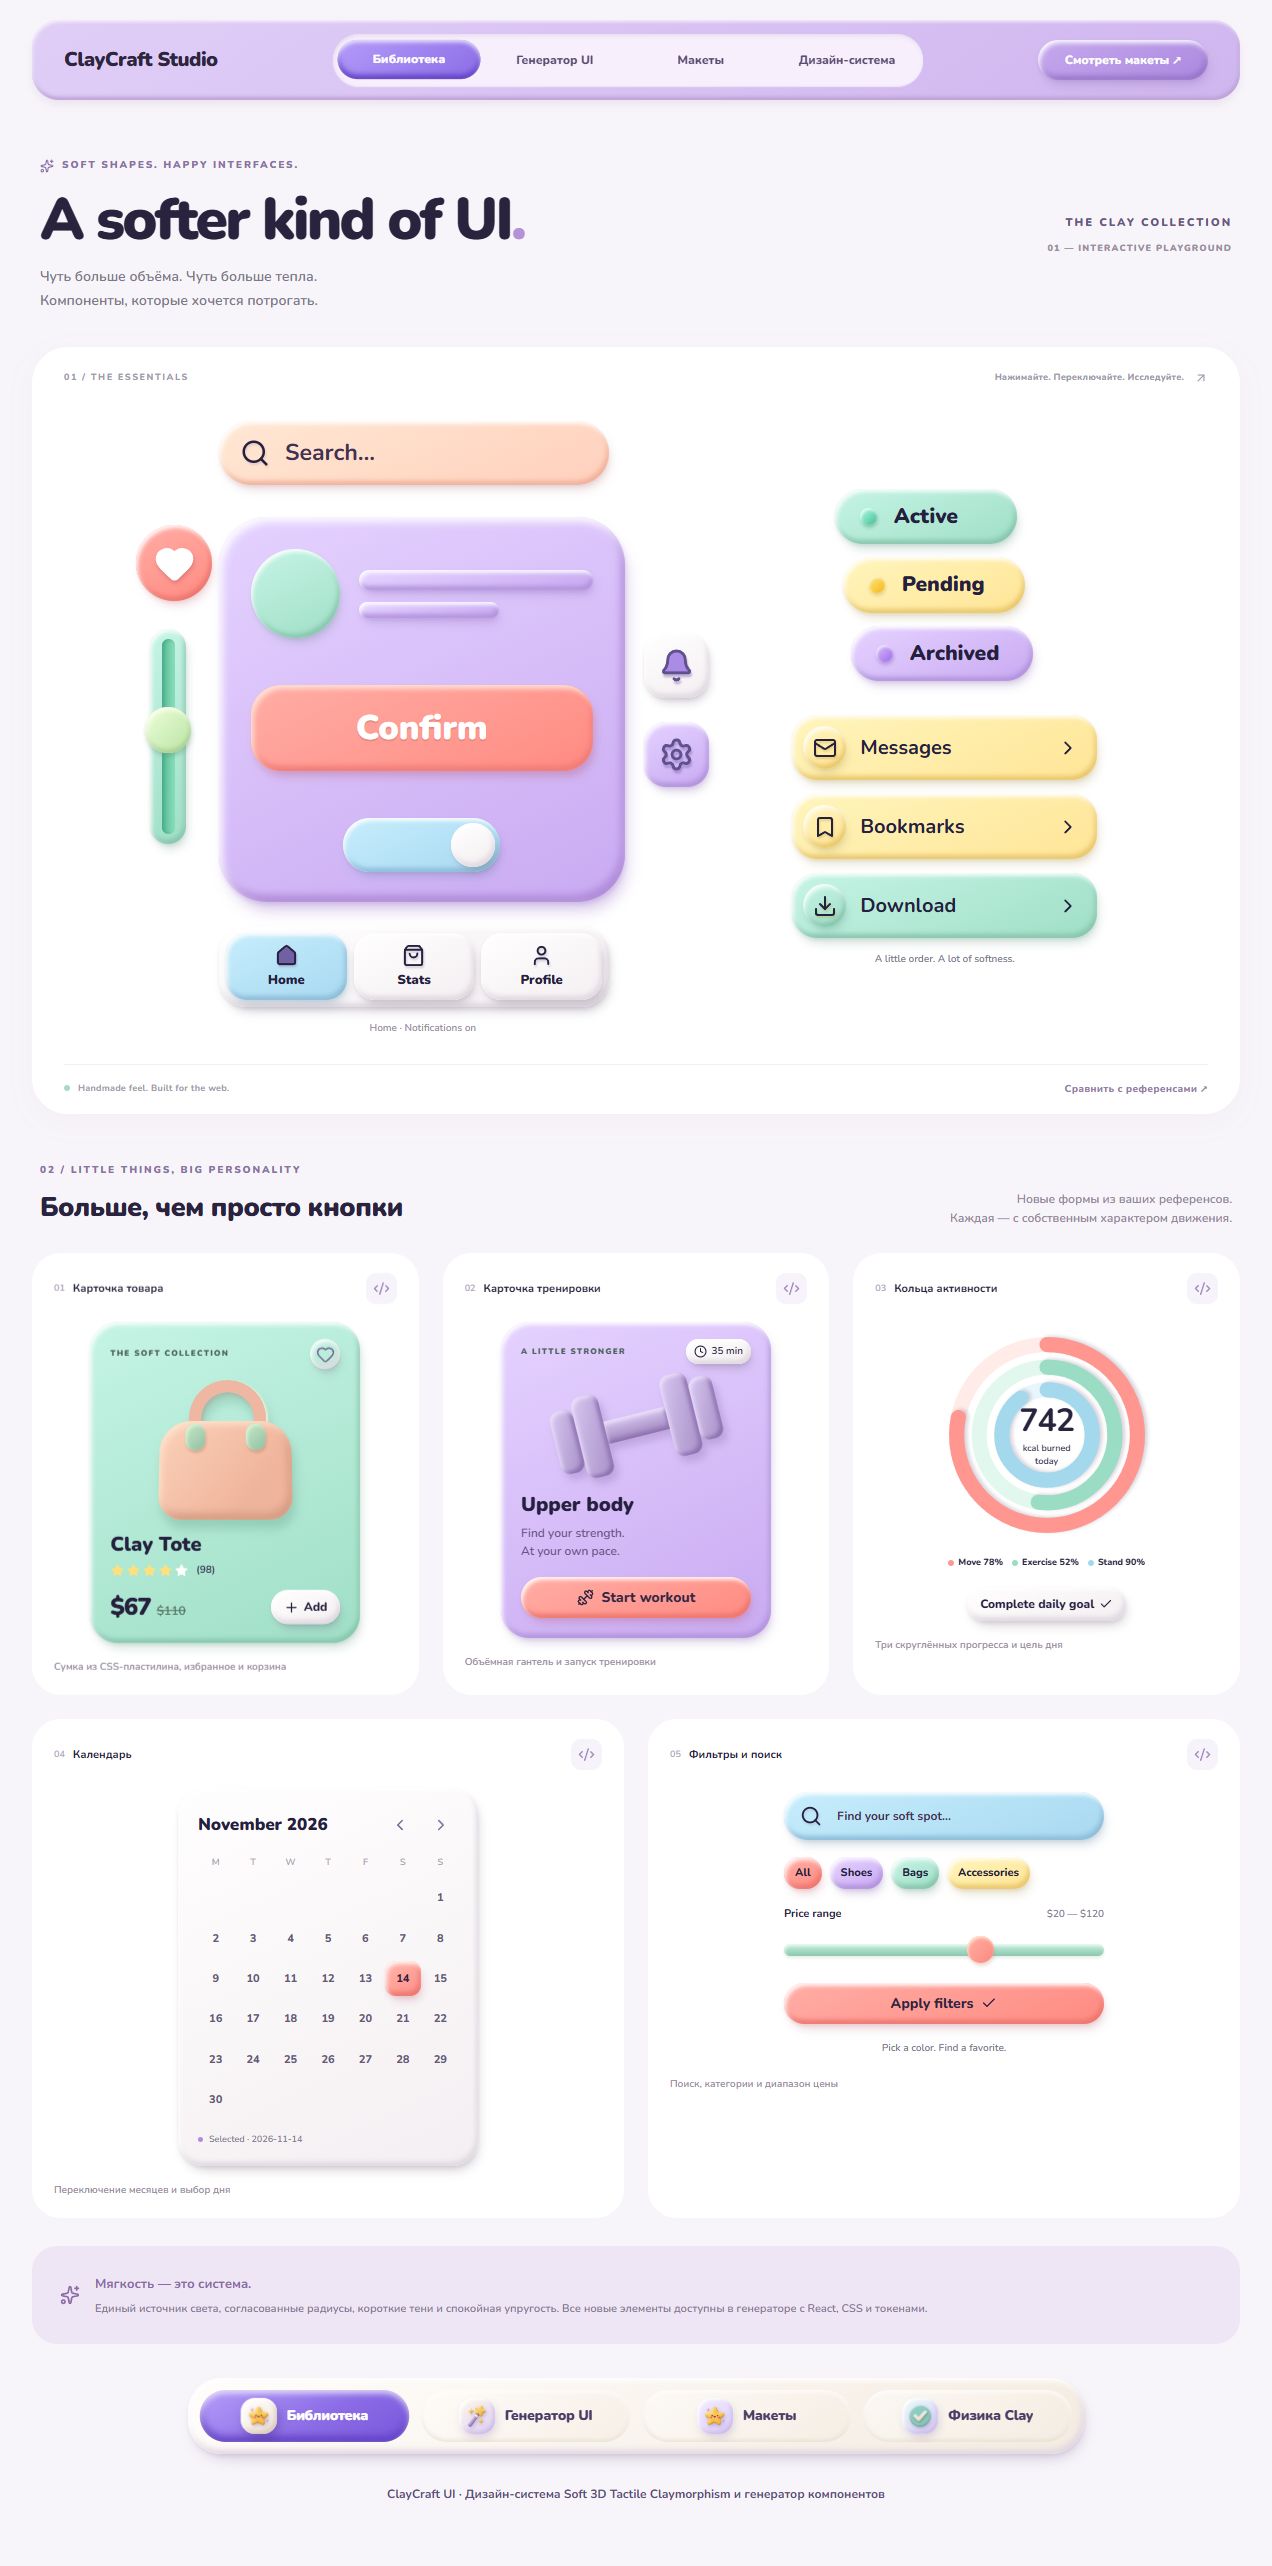 ClayCraft Studio
Библиотека
Генератор UI
Макеты
Дизайн-система
Смотреть макеты ↗
SOFT SHAPES. HAPPY INTERFACES.
A softer kind of UI.
Чуть больше объёма. Чуть больше тепла.
Компоненты, которые хочется потрогать.
THE CLAY COLLECTION
01 — INTERACTIVE PLAYGROUND
01 / THE ESSENTIALS
Нажимайте. Переключайте. Исследуйте.
Search...
Confirm
Home
Stats
Profile
Home · Notifications on
Active
Pending
Archived
Messages
Bookmarks
Download
A little order. A lot of softness.
Handmade feel. Built for the web.
Сравнить с референсами ↗
02 / LITTLE THINGS, BIG PERSONALITY
Больше, чем просто кнопки
Новые формы из ваших референсов.
Каждая — с собственным характером движения.
01 Карточка товара
THE SOFT COLLECTION
Clay Tote
(98)
$67 $110
+ Add
Сумка из CSS-пластилина, избранное и корзина
02 Карточка тренировки
A LITTLE STRONGER
35 min
Upper body
Find your strength.
At your own pace.
Start workout
Объёмная гантель и запуск тренировки
03 Кольца активности
742
kcal burned
today
Move 78% Exercise 52% Stand 90%
Complete daily goal
Три скруглённых прогресса и цель дня
04 Календарь
November 2026
M T W T F S S
1
2 3 4 5 6 7 8
9 10 11 12 13 14 15
16 17 18 19 20 21 22
23 24 25 26 27 28 29
30
Selected · 2026-11-14
Переключение месяцев и выбор дня
05 Фильтры и поиск
Find your soft spot...
All Shoes Bags Accessories
Price range $20 — $120
Apply filters
Pick a color. Find a favorite.
Поиск, категории и диапазон цены
Мягкость — это система.
Единый источник света, согласованные радиусы, короткие тени и спокойная упругость. Все новые элементы доступны в генераторе с React, CSS и токенами.
Библиотека
Генератор UI
Макеты
Физика Clay
ClayCraft UI · Дизайн-система Soft 3D Tactile Claymorphism и генератор компонентов